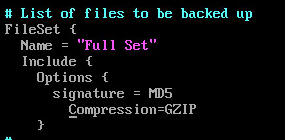 # List of files to be backed up
FileSet {
  Name = "Full Set"
  Include {
    Options {
      signature = MD5
        Compression=GZIP
    }
#